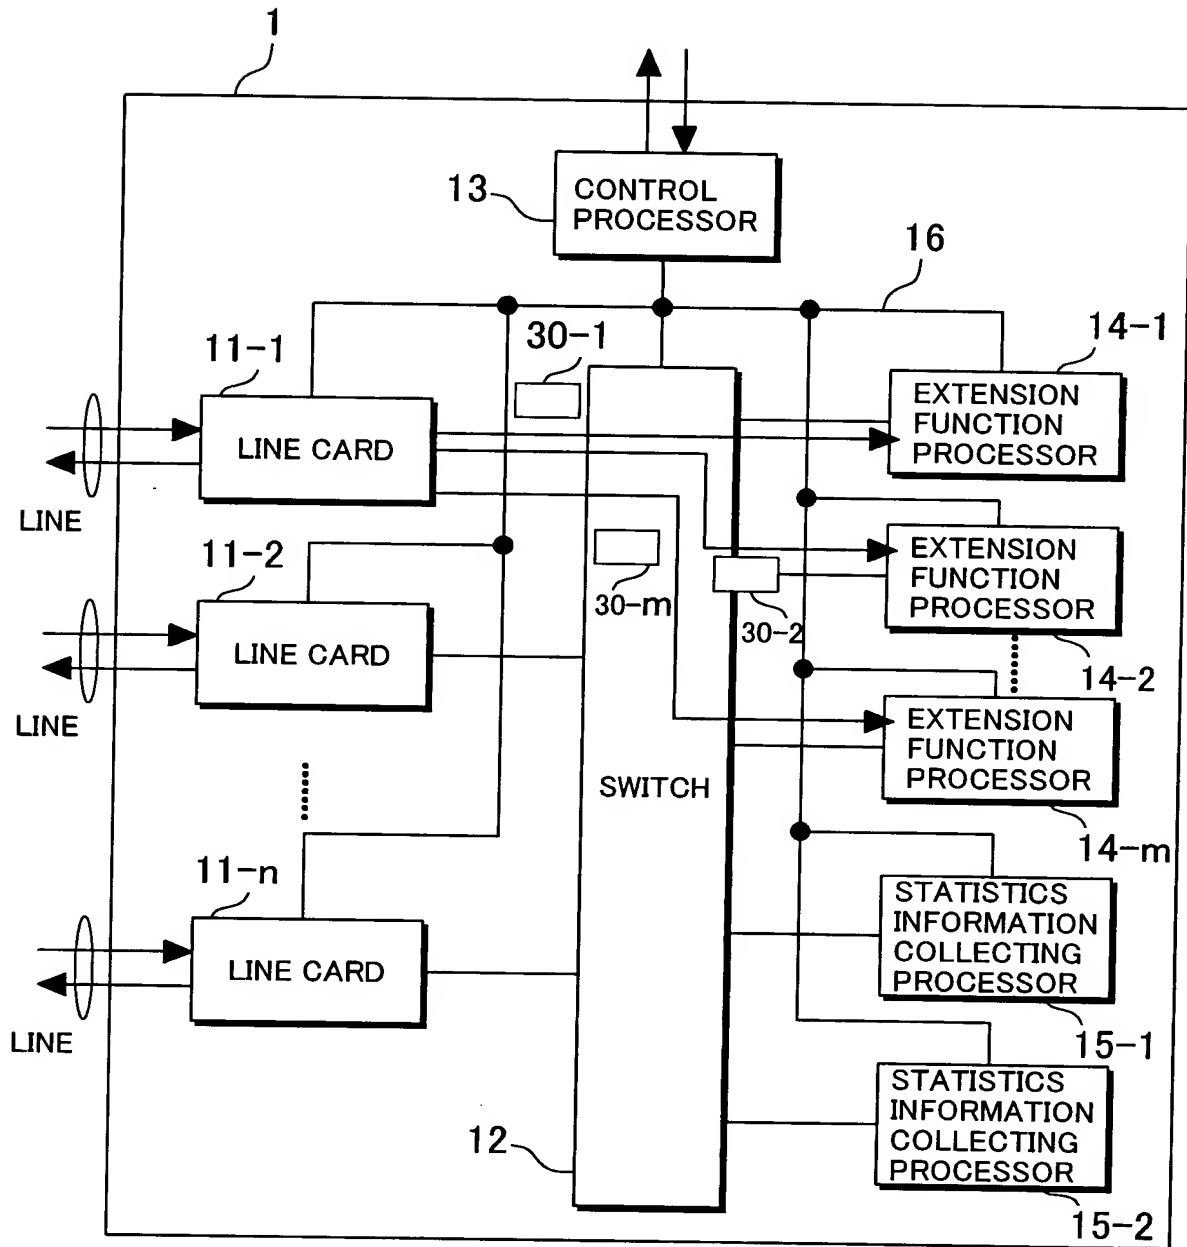 1
13
CONTROL
PROCESSOR
16
30-1
11-1
14-1
LINE CARD
EXTENSION
FUNCTION
PROCESSOR
LINE
11-2
30-m
30-2
EXTENSION
FUNCTION
PROCESSOR
14-2
LINE CARD
LINE
EXTENSION
FUNCTION
PROCESSOR
14-m
SWITCH
11-n
LINE CARD
LINE
STATISTICS
INFORMATION
COLLECTING
PROCESSOR
15-1
12
STATISTICS
INFORMATION
COLLECTING
PROCESSOR
15-2